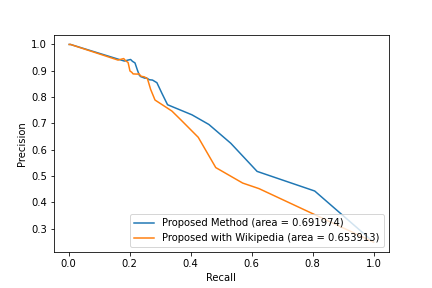 1.0
0.9
0.8
0.7
0.6
0.5
0.4
0.3
Precision
Proposed Method (area = 0.691974)
Proposed with Wikipedia (area = 0.653913)
0.0 0.2 0.4 0.6 0.8 1.0
Recall